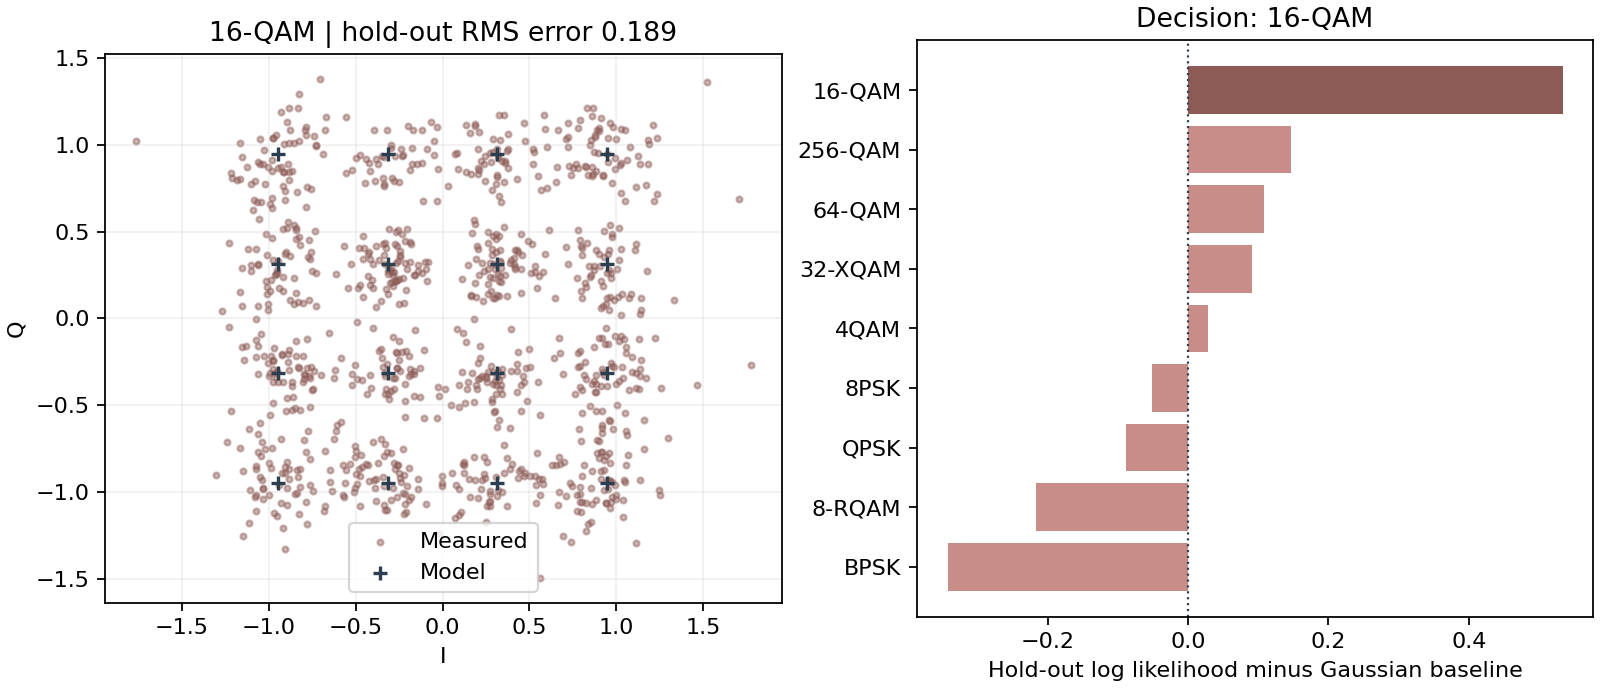 16-QAM | hold-out RMS error 0.189
1.5
1.0
0.5
0.0
−0.5
−1.0
−1.5
Q
Measured
Model
−1.5
−1.0
−0.5
0.0
0.5
1.0
1.5
I
Decision: 16-QAM
16-QAM
256-QAM
64-QAM
32-XQAM
4QAM
8PSK
QPSK
8-RQAM
BPSK
−0.2
0.0
0.2
0.4
Hold-out log likelihood minus Gaussian baseline